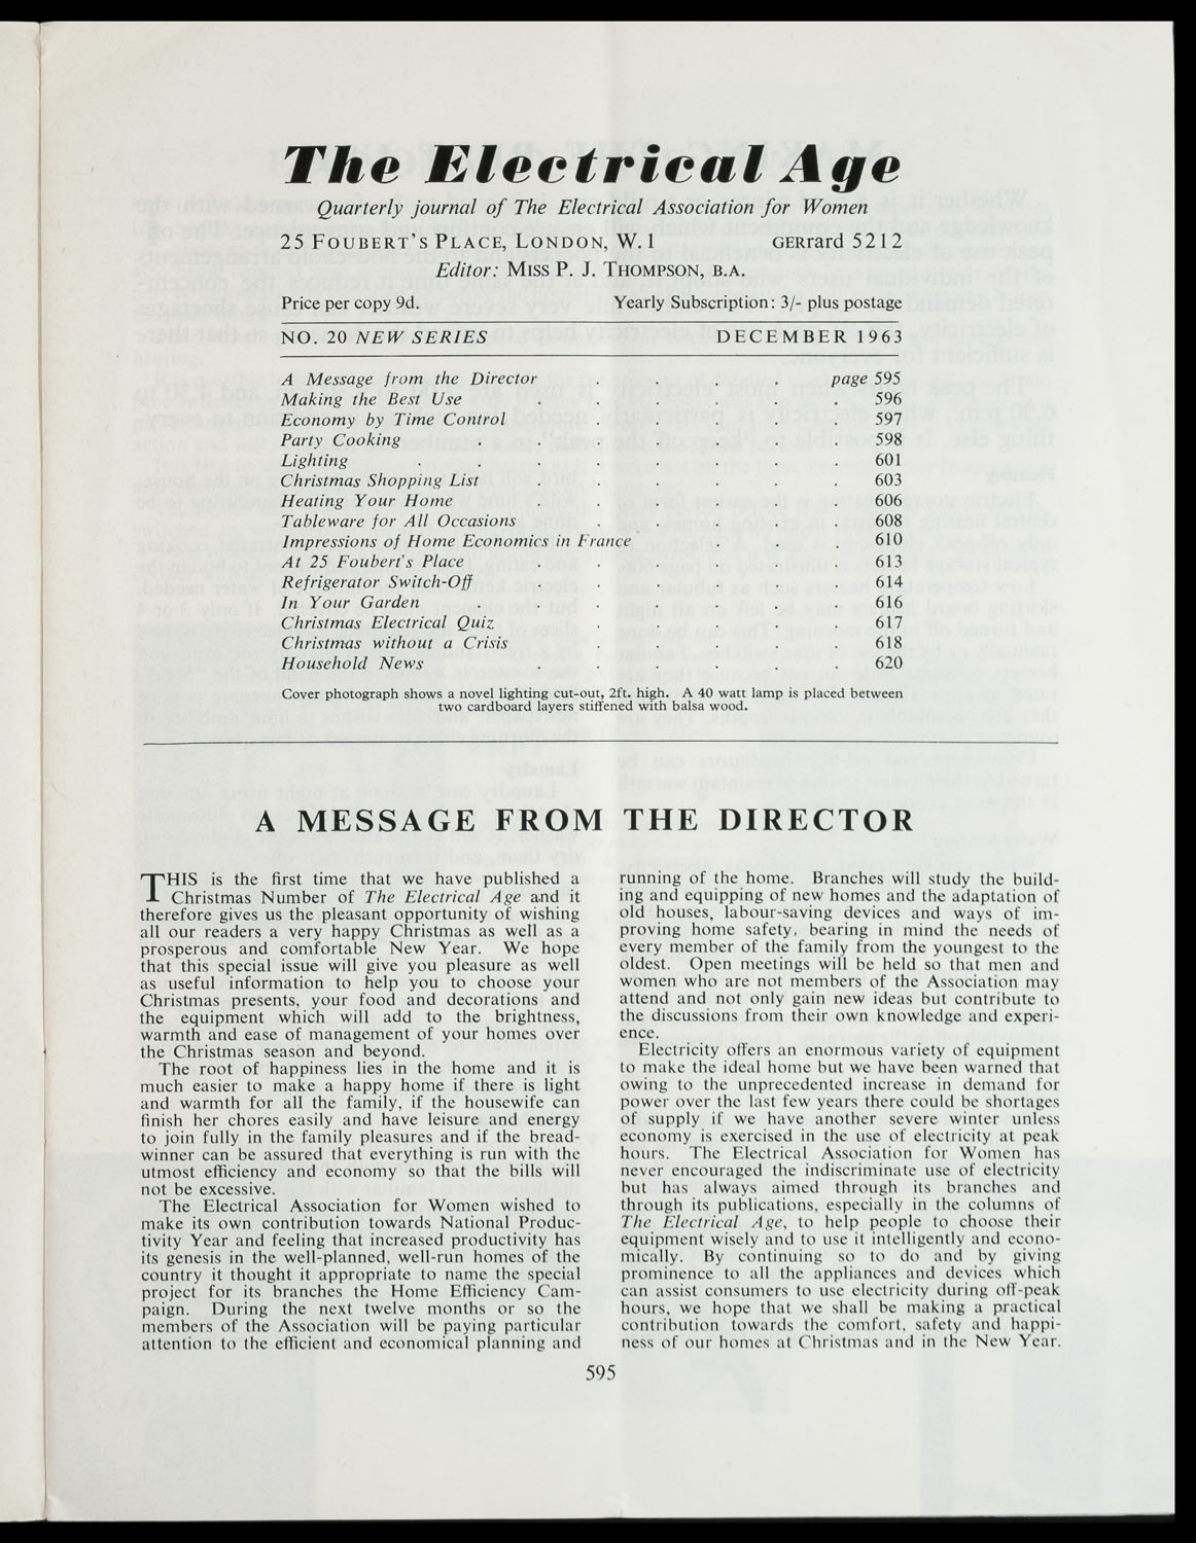 The Electrical Age
Quarterly journal of The Electrical Association for Women
25 FOUBERT'S PLACE, LONDON, W.1 GERrard 5212
Editor: MISS P. J. THOMPSON, B.A.
Price per copy 9d. Yearly Subscription: 3/- plus postage
NO. 20 NEW SERIES DECEMBER 1963
A Message from the Director . . . . page 595
Making the Best Use . . . . . . 596
Economy by Time Control . . . . . 597
Party Cooking . . . . . . 598
Lighting . . . . . . . . 601
Christmas Shopping List . . . . . . 603
Heating Your Home . . . . . . 606
Tableware for All Occasions . . . . . 608
Impressions of Home Economics in France . . . 610
At 25 Foubert's Place . . . . . . 613
Refrigerator Switch-Off . . . . . . 614
In Your Garden . . . . . . . 616
Christmas Electrical Quiz . . . . . 617
Christmas without a Crisis . . . . . 618
Household News . . . . . . 620
Cover photograph shows a novel lighting cut-out, 2ft. high. A 40 watt lamp is placed between
two cardboard layers stiffened with balsa wood.
A MESSAGE FROM THE DIRECTOR
THIS is the first time that we have published a
Christmas Number of The Electrical Age and it
therefore gives us the pleasant opportunity of wishing
all our readers a very happy Christmas as well as a
prosperous and comfortable New Year. We hope
that this special issue will give you pleasure as well
as useful information to help you to choose your
Christmas presents, your food and decorations and
the equipment which will add to the brightness,
warmth and ease of management of your homes over
the Christmas season and beyond.
The root of happiness lies in the home and it is
much easier to make a happy home if there is light
and warmth for all the family, if the housewife can
finish her chores easily and have leisure and energy
to join fully in the family pleasures and if the bread-
winner can be assured that everything is run with the
utmost efficiency and economy so that the bills will
not be excessive.
The Electrical Association for Women wished to
make its own contribution towards National Produc-
tivity Year and feeling that increased productivity has
its genesis in the well-planned, well-run homes of the
country it thought it appropriate to name the special
project for its branches the Home Efficiency Cam-
paign. During the next twelve months or so the
members of the Association will be paying particular
attention to the efficient and economical planning and
running of the home. Branches will study the build-
ing and equipping of new homes and the adaptation of
old houses, labour-saving devices and ways of im-
proving home safety, bearing in mind the needs of
every member of the family from the youngest to the
oldest. Open meetings will be held so that men and
women who are not members of the Association may
attend and not only gain new ideas but contribute to
the discussions from their own knowledge and experi-
ence.
Electricity offers an enormous variety of equipment
to make the ideal home but we have been warned that
owing to the unprecedented increase in demand for
power over the last few years there could be shortages
of supply if we have another severe winter unless
economy is exercised in the use of electricity at peak
hours. The Electrical Association for Women has
never encouraged the indiscriminate use of electricity
but has always aimed through its branches and
through its publications, especially in the columns of
The Electrical Age, to help people to choose their
equipment wisely and to use it intelligently and econo-
mically. By continuing so to do and by giving
prominence to all the appliances and devices which
can assist consumers to use electricity during off-peak
hours, we hope that we shall be making a practical
contribution towards the comfort, safety and happi-
ness of our homes at Christmas and in the New Year.
595